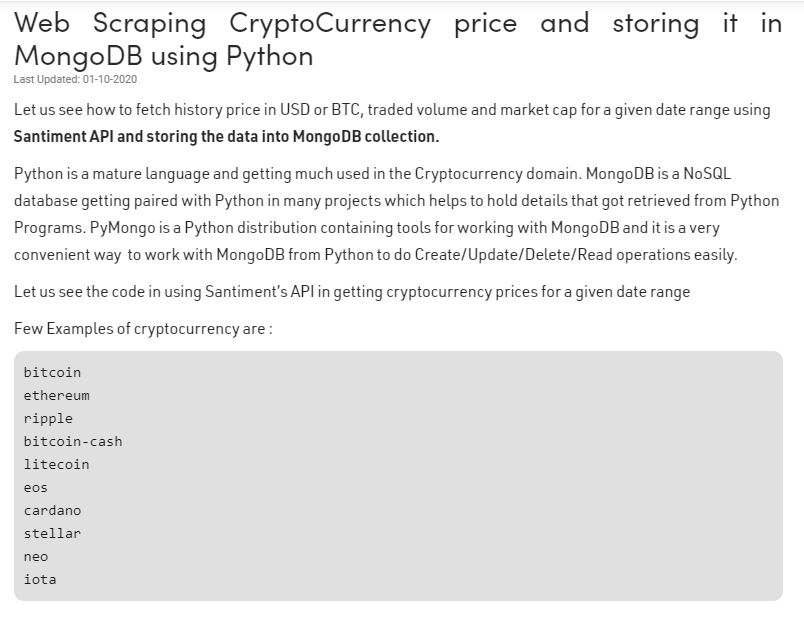 Web Scraping CryptoCurrency price and storing it in
MongoDB using Python
Last Updated: 01-10-2020
Let us see how to fetch history price in USD or BTC, traded volume and market cap for a given date range using
Santiment API and storing the data into MongoDB collection.
Python is a mature language and getting much used in the Cryptocurrency domain. MongoDB is a NoSQL
database getting paired with Python in many projects which helps to hold details that got retrieved from Python
Programs. PyMongo is a Python distribution containing tools for working with MongoDB and it is a very
convenient way  to work with MongoDB from Python to do Create/Update/Delete/Read operations easily.
Let us see the code in using Santiment’s API in getting cryptocurrency prices for a given date range
Few Examples of cryptocurrency are :
bitcoin
ethereum
ripple
bitcoin-cash
litecoin
eos
cardano
stellar
neo
iota